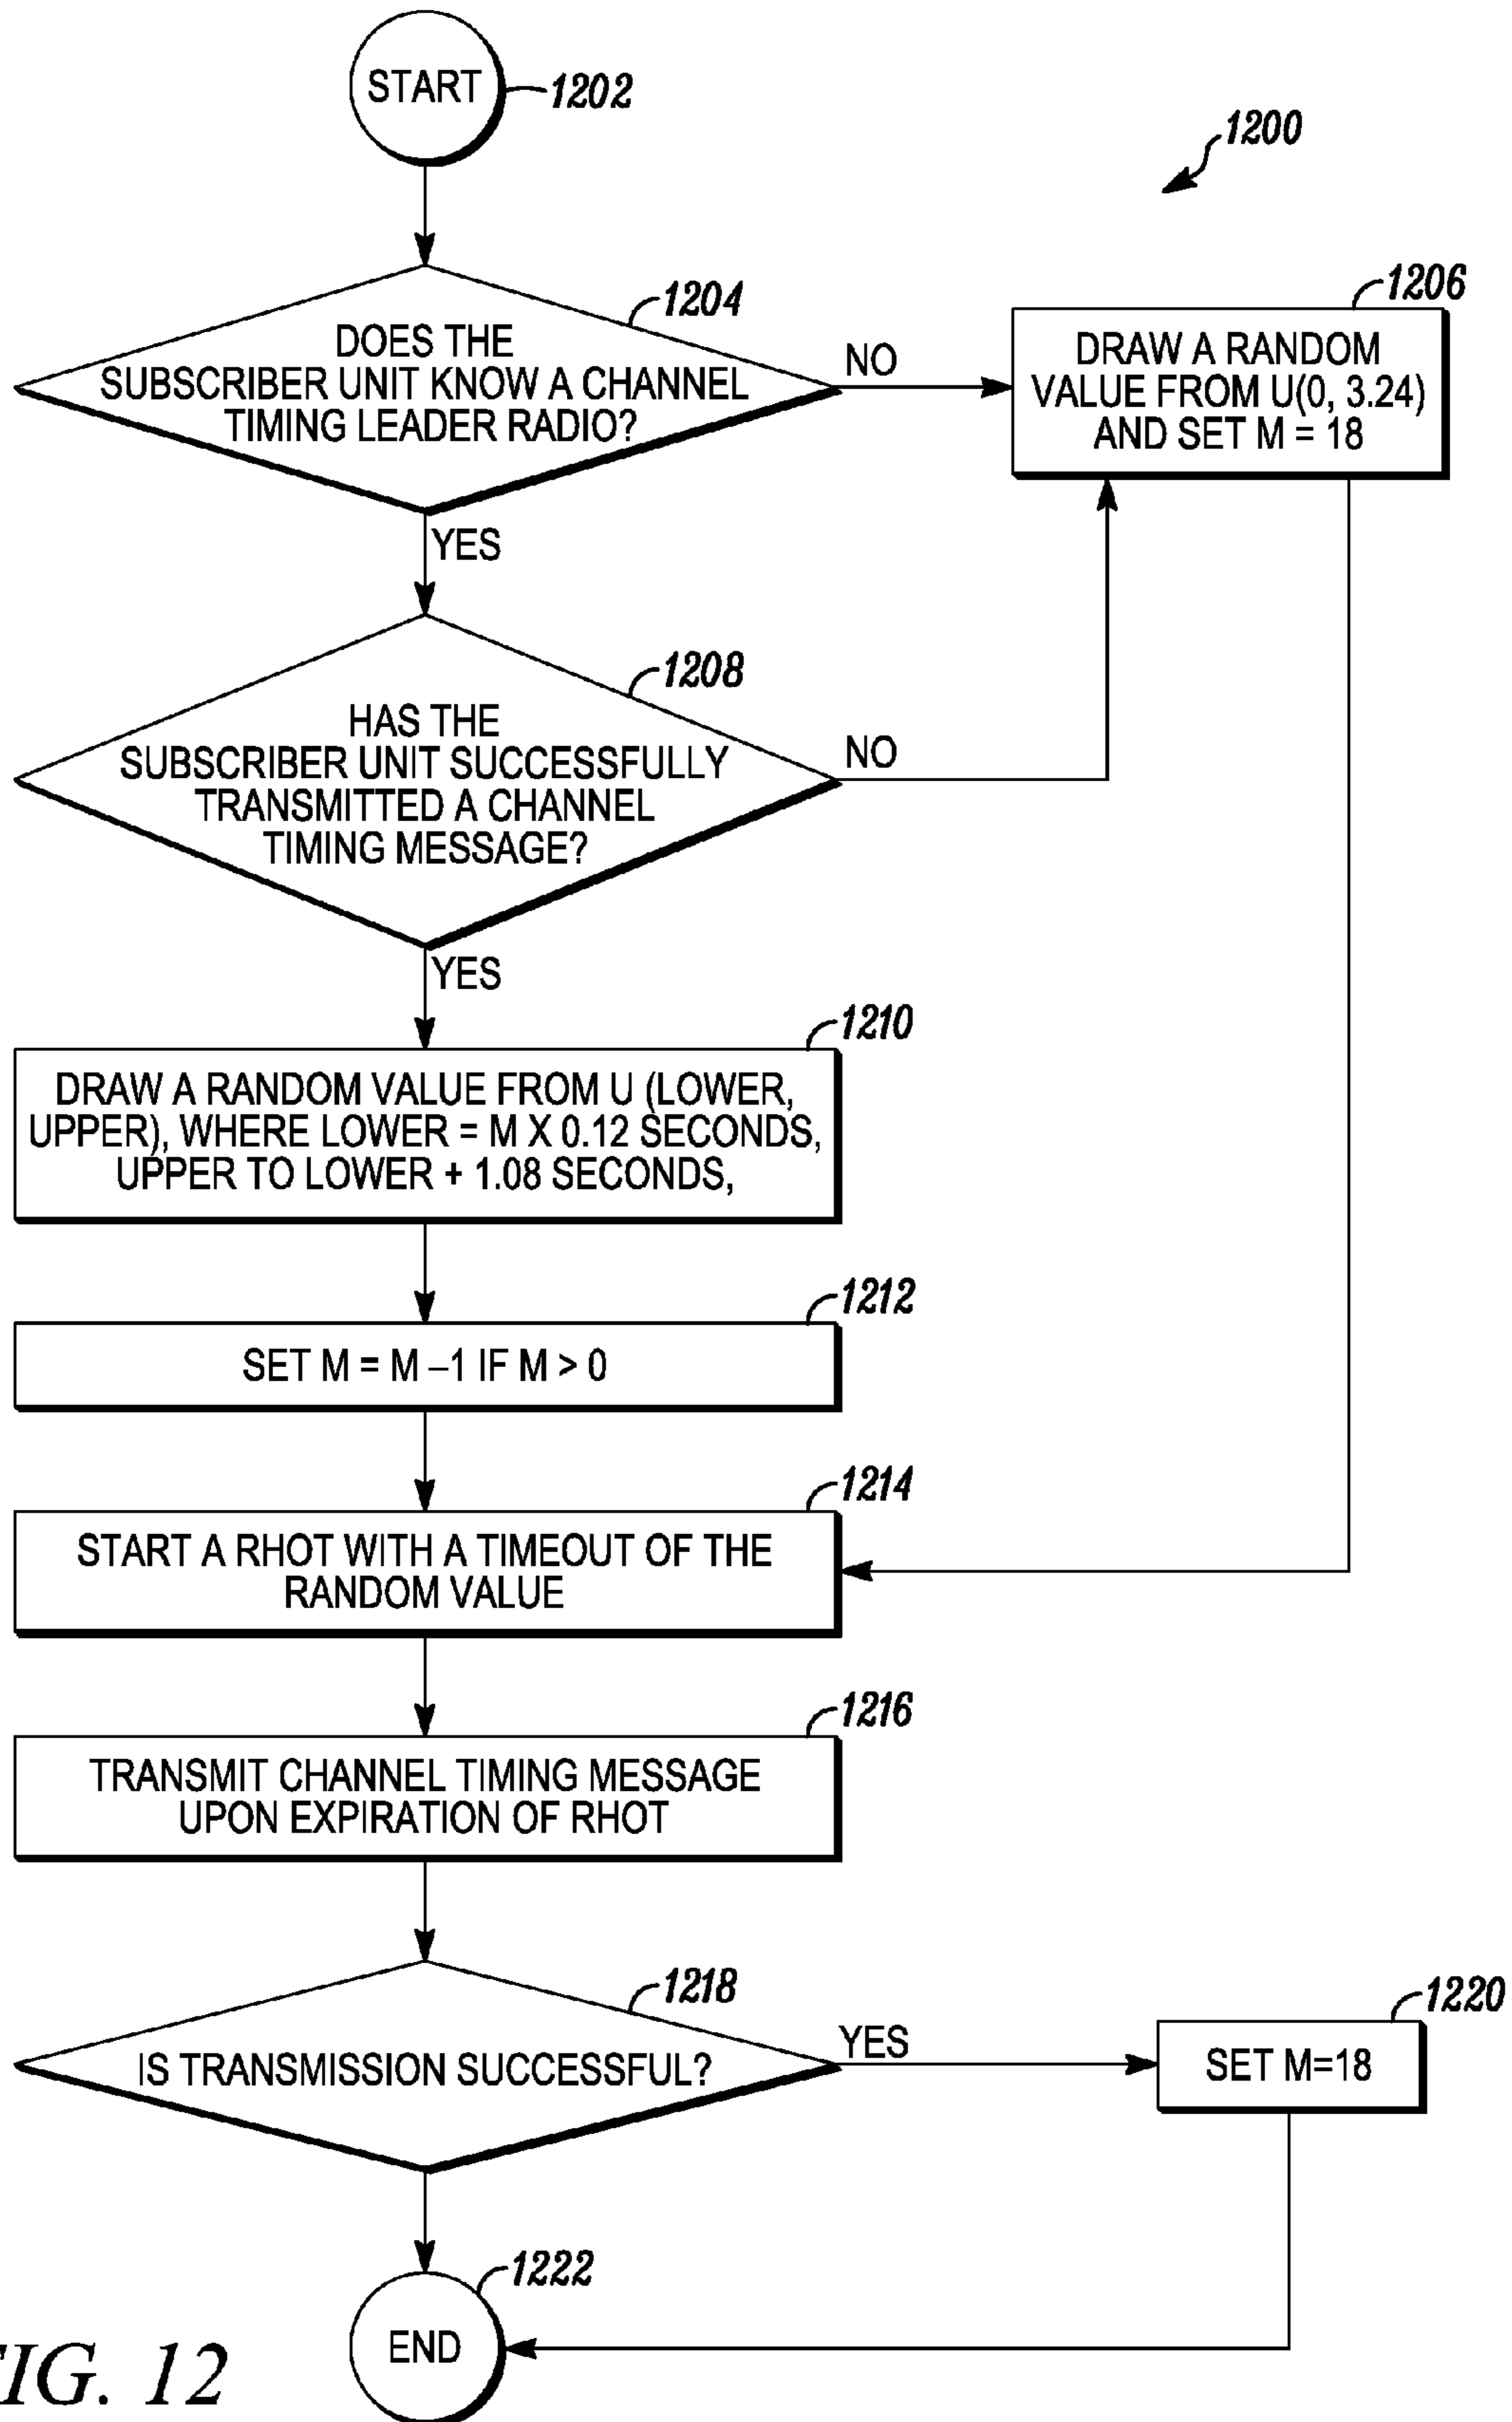 START
1202
1200
1204
DOES THE
SUBSCRIBER UNIT KNOW A CHANNEL
TIMING LEADER RADIO?
NO
1206
DRAW A RANDOM
VALUE FROM U(0, 3.24)
AND SET M = 18
YES
1208
HAS THE
SUBSCRIBER UNIT SUCCESSFULLY
TRANSMITTED A CHANNEL
TIMING MESSAGE?
NO
YES
1210
DRAW A RANDOM VALUE FROM U (LOWER,
UPPER), WHERE LOWER = M X 0.12 SECONDS,
UPPER TO LOWER + 1.08 SECONDS,
1212
SET M = M –1 IF M > 0
1214
START A RHOT WITH A TIMEOUT OF THE
RANDOM VALUE
1216
TRANSMIT CHANNEL TIMING MESSAGE
UPON EXPIRATION OF RHOT
1218
IS TRANSMISSION SUCCESSFUL?
YES
1220
SET M=18
1222
END
FIG. 12